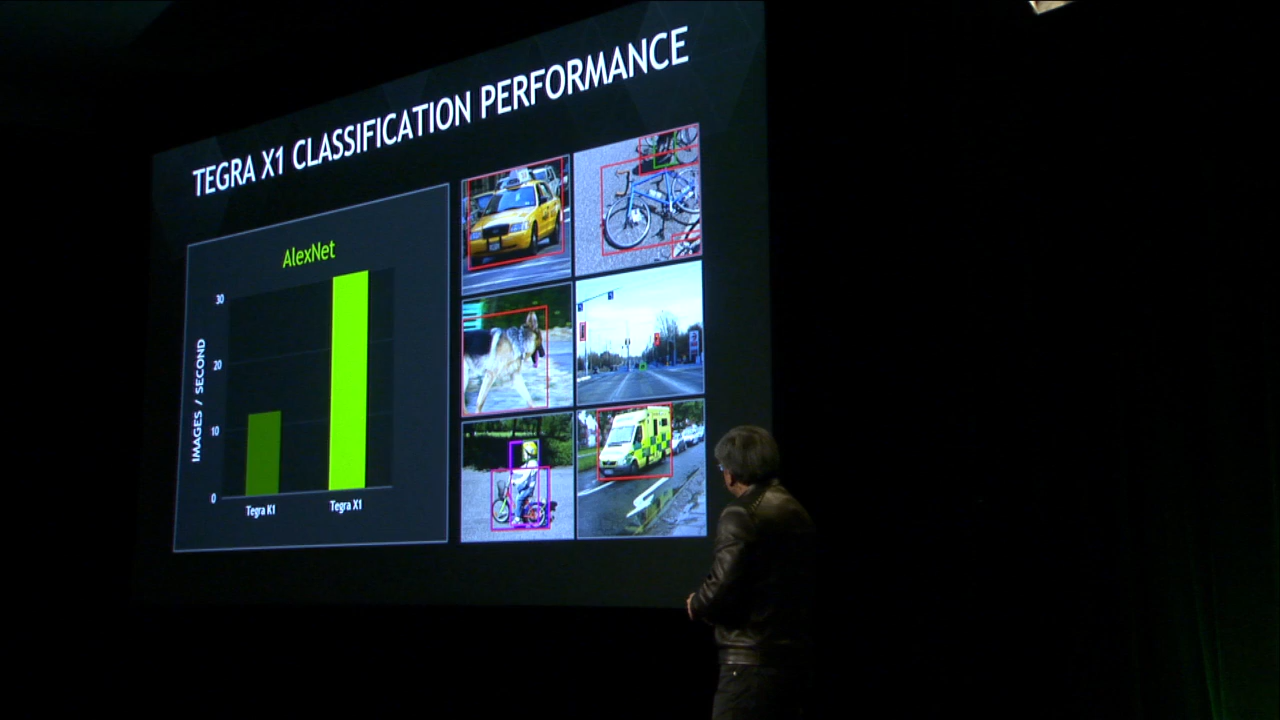 TEGRA X1 CLASSIFICATION PERFORMANCE
AlexNet
IMAGES / SECOND
30
20
10
0
Tegra K1
Tegra X1